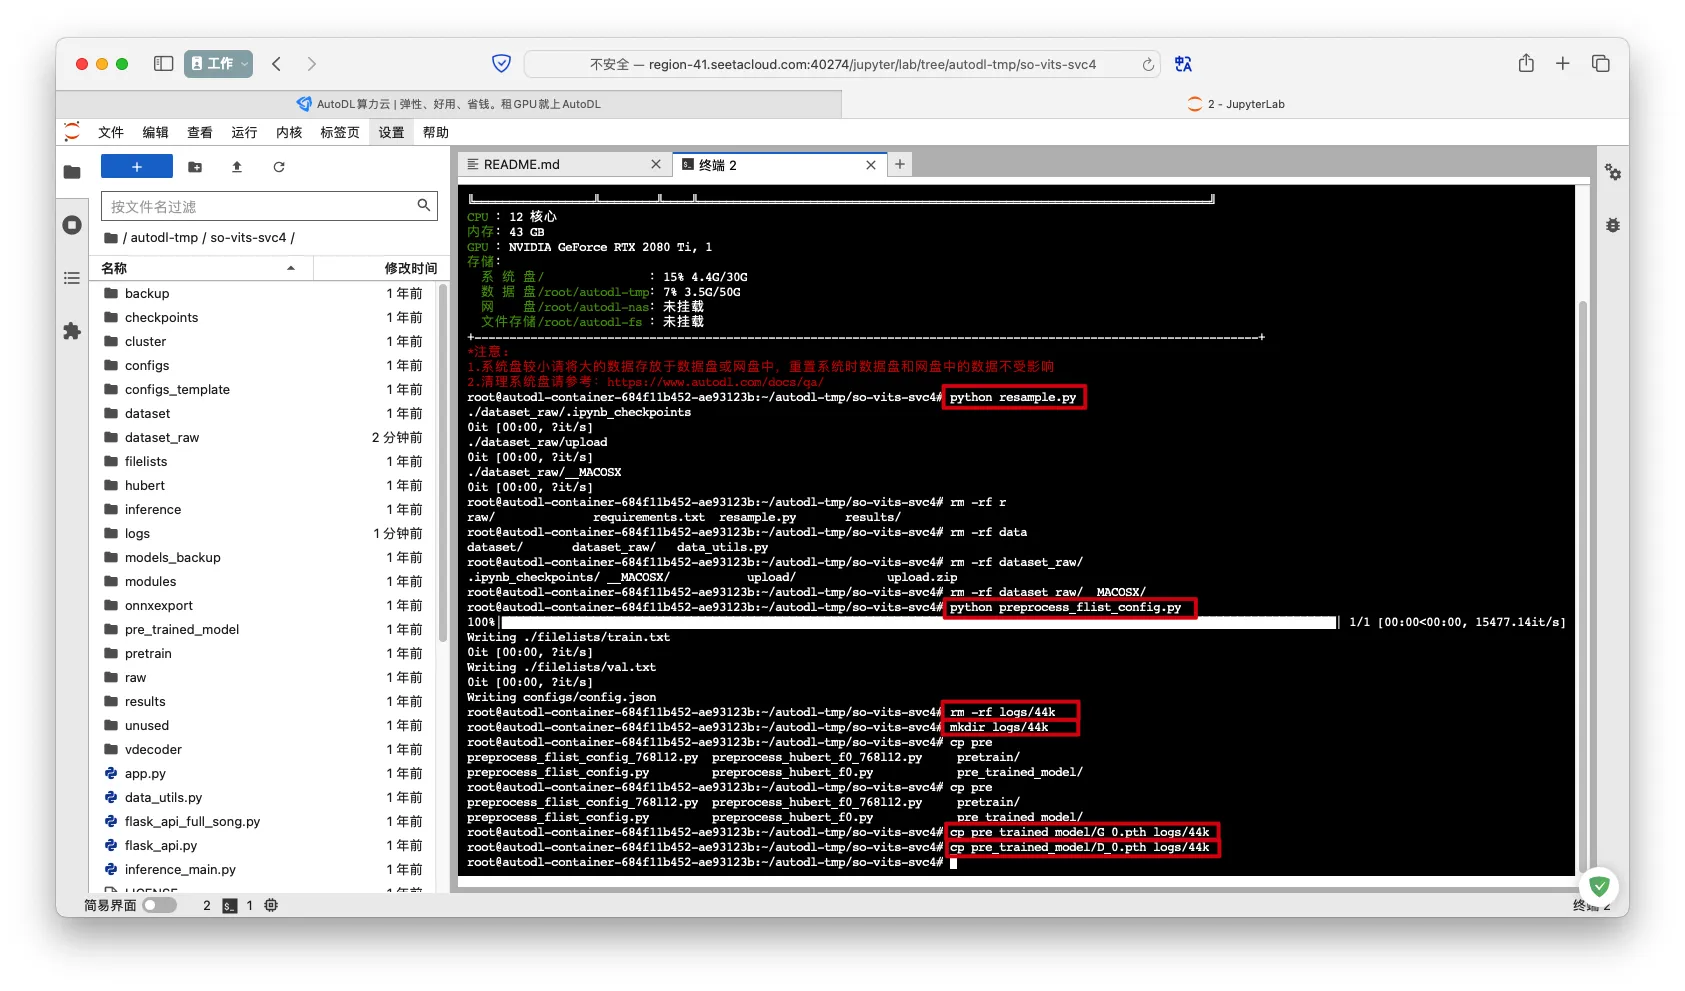 工作
不安全 — region-41.seetacloud.com:40274/jupyter/lab/tree/autodl-tmp/so-vits-svc4
AutoDL算力云 | 弹性、好用、省钱。租GPU就上AutoDL
2 - JupyterLab
文件 编辑 查看 运行 内核 标签页 设置 帮助
README.md
终端 2
按文件名过滤
/ autodl-tmp / so-vits-svc4 /
名称 修改时间
backup 1 年前
checkpoints 1 年前
cluster 1 年前
configs 1 年前
configs_template 1 年前
dataset 1 年前
dataset_raw 2 分钟前
filelists 1 年前
hubert 1 年前
inference 1 年前
logs 1 分钟前
models_backup 1 年前
modules 1 年前
onnxexport 1 年前
pre_trained_model 1 年前
pretrain 1 年前
raw 1 年前
results 1 年前
unused 1 年前
vdecoder 1 年前
app.py 1 年前
data_utils.py 1 年前
flask_api_full_song.py 1 年前
flask_api.py 1 年前
inference_main.py 1 年前
LICENSE 1 年前
CPU : 12 核心
内存: 43 GB
GPU : NVIDIA GeForce RTX 2080 Ti, 1
存储:
系 统 盘/ : 15% 4.4G/30G
数 据 盘/root/autodl-tmp: 7% 3.5G/50G
网 盘/root/autodl-nas: 未挂载
文件存储/root/autodl-fs : 未挂载
+----------------------------------------------------------------------------------------------------------------+
*注意:
1.系统盘较小请将大的数据存放于数据盘或网盘中，重置系统时数据盘和网盘中的数据不受影响
2.清理系统盘请参考: https://www.autodl.com/docs/qa/
root@autodl-container-684f11b452-ae93123b:~/autodl-tmp/so-vits-svc4# python resample.py
./dataset_raw/.ipynb_checkpoints
0it [00:00, ?it/s]
./dataset_raw/upload
0it [00:00, ?it/s]
./dataset_raw/__MACOSX
0it [00:00, ?it/s]
root@autodl-container-684f11b452-ae93123b:~/autodl-tmp/so-vits-svc4# rm -rf r
raw/ requirements.txt resample.py results/
root@autodl-container-684f11b452-ae93123b:~/autodl-tmp/so-vits-svc4# rm -rf data
dataset/ dataset_raw/ data_utils.py
root@autodl-container-684f11b452-ae93123b:~/autodl-tmp/so-vits-svc4# rm -rf dataset_raw/
.ipynb_checkpoints/ __MACOSX/ upload/ upload.zip
root@autodl-container-684f11b452-ae93123b:~/autodl-tmp/so-vits-svc4# rm -rf dataset_raw/__MACOSX/
root@autodl-container-684f11b452-ae93123b:~/autodl-tmp/so-vits-svc4# python preprocess_flist_config.py
100%| | 1/1 [00:00<00:00, 15477.14it/s]
Writing ./filelists/train.txt
0it [00:00, ?it/s]
Writing ./filelists/val.txt
0it [00:00, ?it/s]
Writing configs/config.json
root@autodl-container-684f11b452-ae93123b:~/autodl-tmp/so-vits-svc4# rm -rf logs/44k
root@autodl-container-684f11b452-ae93123b:~/autodl-tmp/so-vits-svc4# mkdir logs/44k
root@autodl-container-684f11b452-ae93123b:~/autodl-tmp/so-vits-svc4# cp pre
preprocess_flist_config_768l12.py preprocess_hubert_f0_768l12.py pretrain/
preprocess_flist_config.py preprocess_hubert_f0.py pre_trained_model/
root@autodl-container-684f11b452-ae93123b:~/autodl-tmp/so-vits-svc4# cp pre
preprocess_flist_config_768l12.py preprocess_hubert_f0_768l12.py pretrain/
preprocess_flist_config.py preprocess_hubert_f0.py pre_trained_model/
root@autodl-container-684f11b452-ae93123b:~/autodl-tmp/so-vits-svc4# cp pre_trained_model/G_0.pth logs/44k
root@autodl-container-684f11b452-ae93123b:~/autodl-tmp/so-vits-svc4# cp pre_trained_model/D_0.pth logs/44k
root@autodl-container-684f11b452-ae93123b:~/autodl-tmp/so-vits-svc4#
简易界面 2 1
终端 2